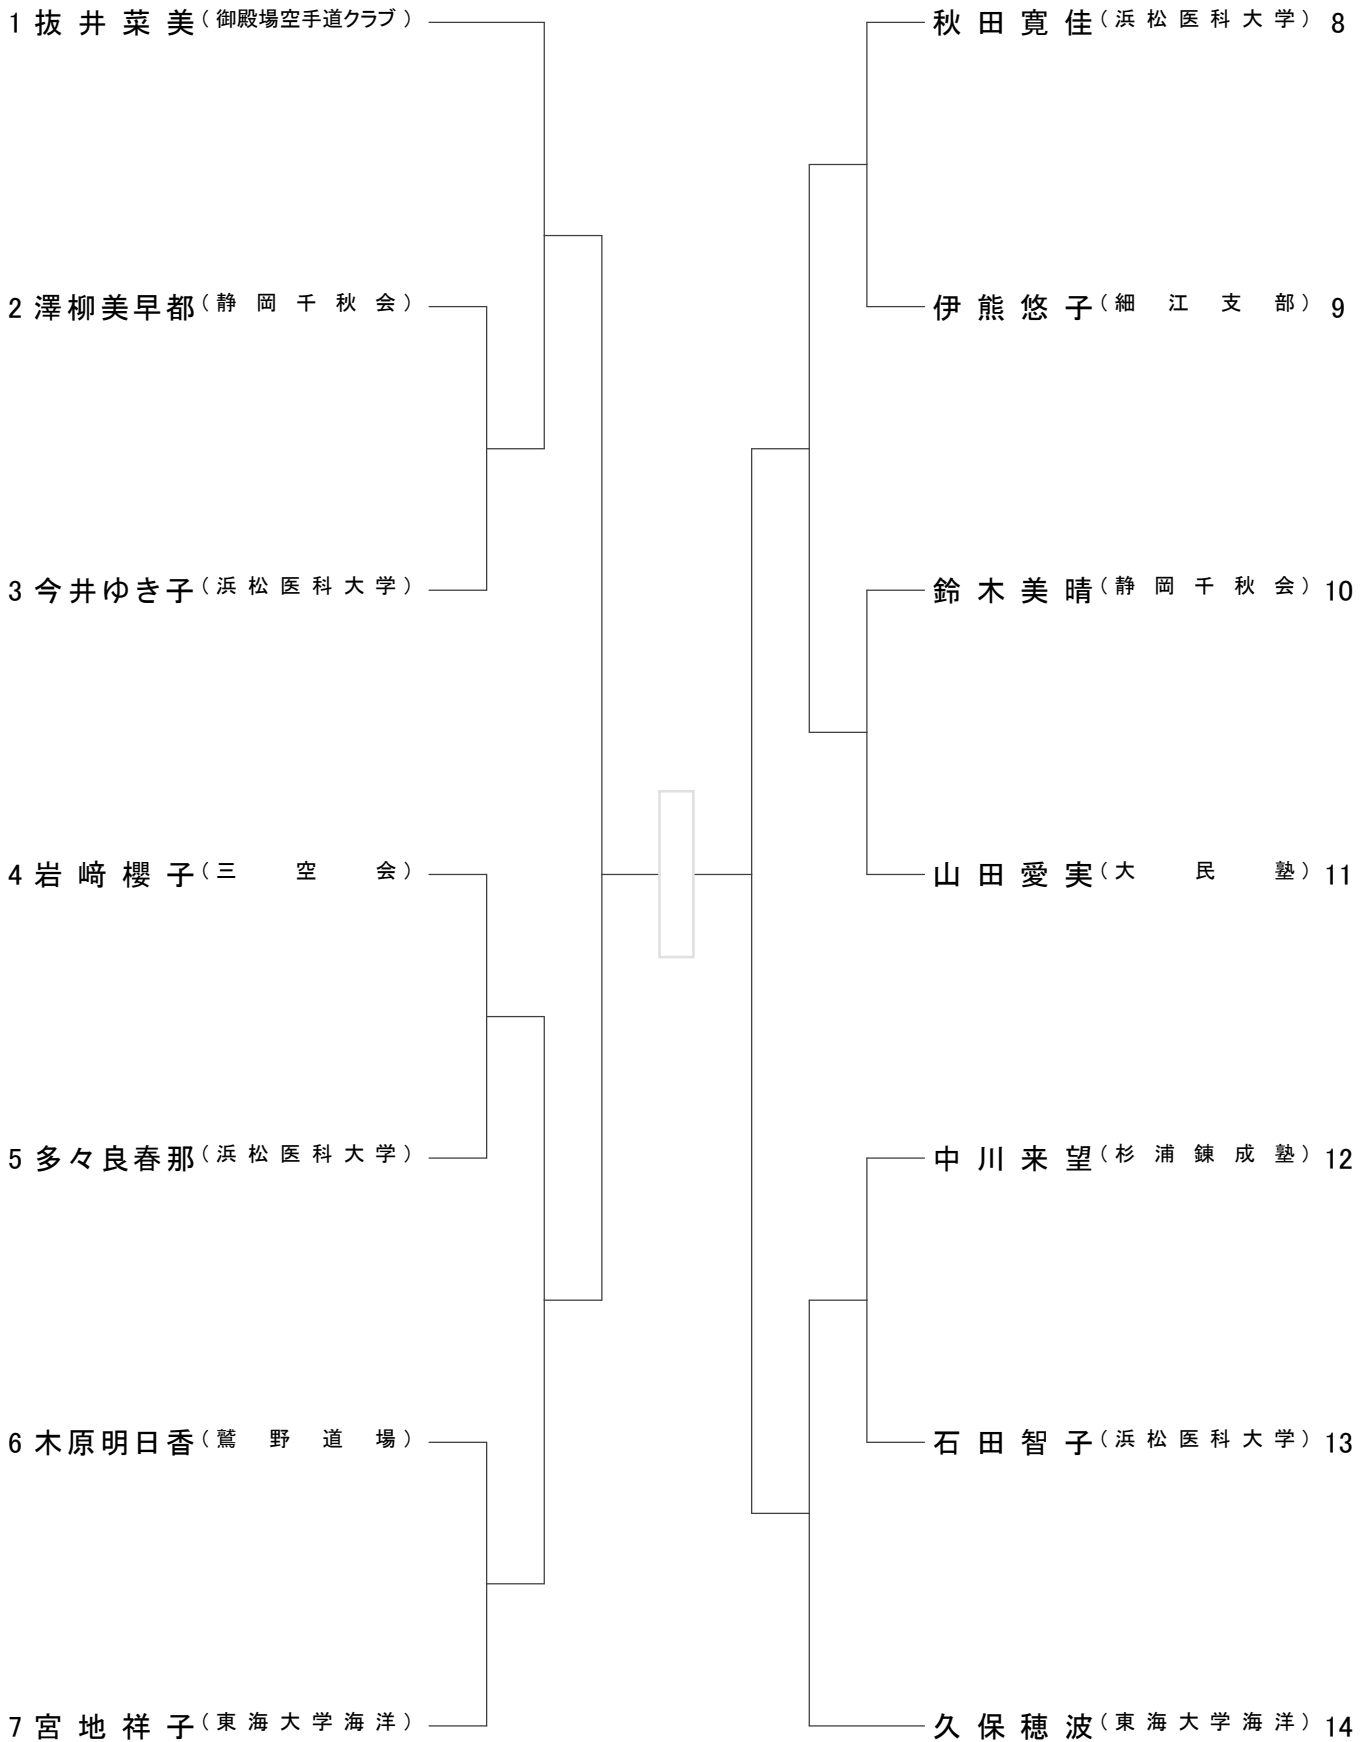 1 抜井菜美（御殿場空手道クラブ）
2 澤柳美早都（静岡千秋会）
3 今井ゆき子（浜松医科大学）
4 岩﨑櫻子（三空会）
5 多々良春那（浜松医科大学）
6 木原明日香（鷲野道場）
7 宮地祥子（東海大学海洋）
秋田寛佳（浜松医科大学） 8
伊熊悠子（細江支部） 9
鈴木美晴（静岡千秋会） 10
山田愛実（大民塾） 11
中川来望（杉浦錬成塾） 12
石田智子（浜松医科大学） 13
久保穂波（東海大学海洋） 14